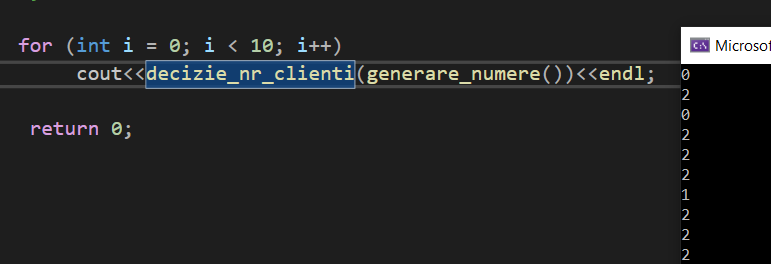 for (int i = 0; i < 10; i++)
cout<<decizie_nr_clienti(generare_numere())<<endl;
return 0;
C:\ Microsof
0
2
0
2
2
2
1
2
2
2